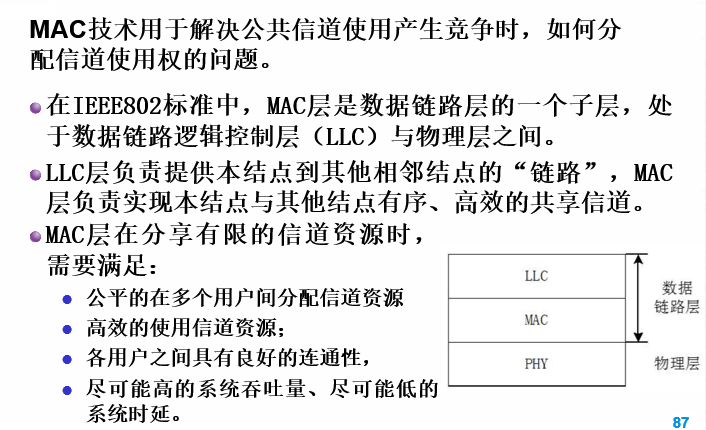 MAC技术用于解决公共信道使用产生竞争时，如何分
配信道使用权的问题。
在IEEE802标准中，MAC层是数据链路层的一个子层，处
于数据链路逻辑控制层（LLC）与物理层之间。
LLC层负责提供本结点到其他相邻结点的“链路”，MAC
层负责实现本结点与其他结点有序、高效的共享信道。
MAC层在分享有限的信道资源时，
需要满足：
公平的在多个用户间分配信道资源
高效的使用信道资源；
各用户之间具有良好的连通性，
尽可能高的系统吞吐量、尽可能低的
系统时延。
LLC
MAC
PHY
数据
链路层
物理层
87